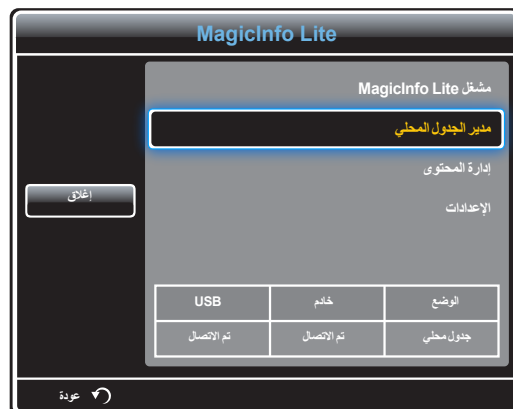 MagicInfo Lite
مشغل MagicInfo Lite
مدير الجدول المحلي
إدارة المحتوى
الإعدادات
إغلاق
الوضع خادم USB
جدول محلي تم الاتصال تم الاتصال
عودة